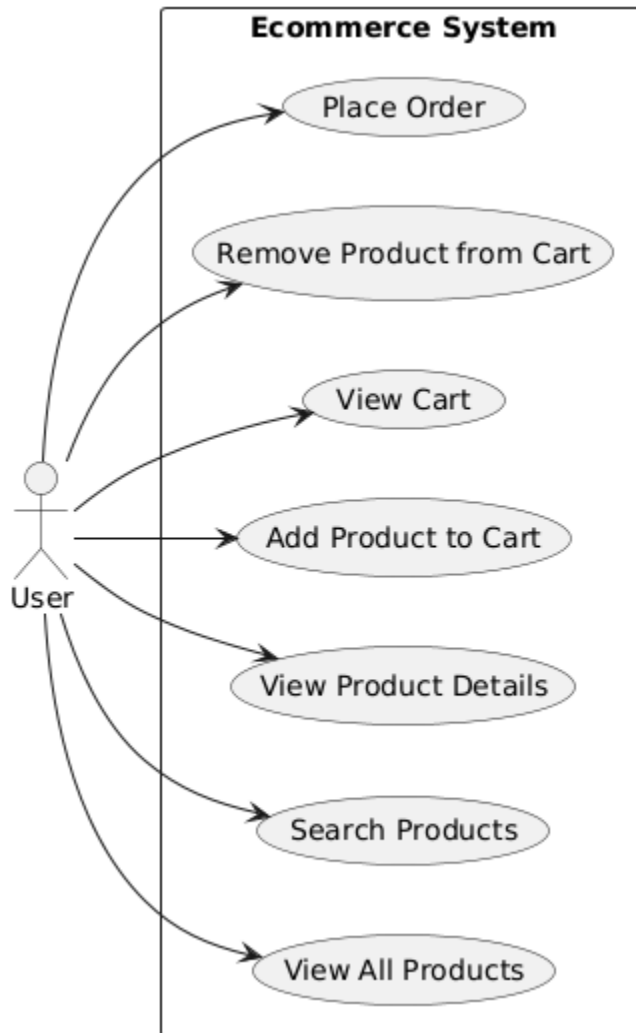 Ecommerce System
Place Order
Remove Product from Cart
View Cart
Add Product to Cart
User
View Product Details
Search Products
View All Products